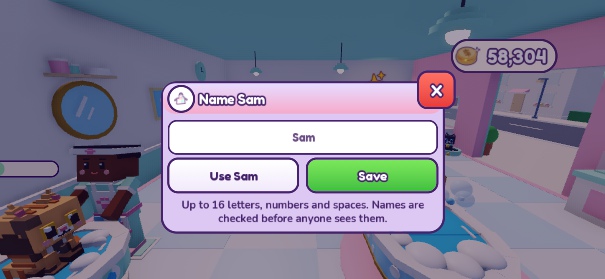 58,304
Name Sam
X
Sam
Use Sam
Save
Up to 16 letters, numbers and spaces. Names are
checked before anyone sees them.